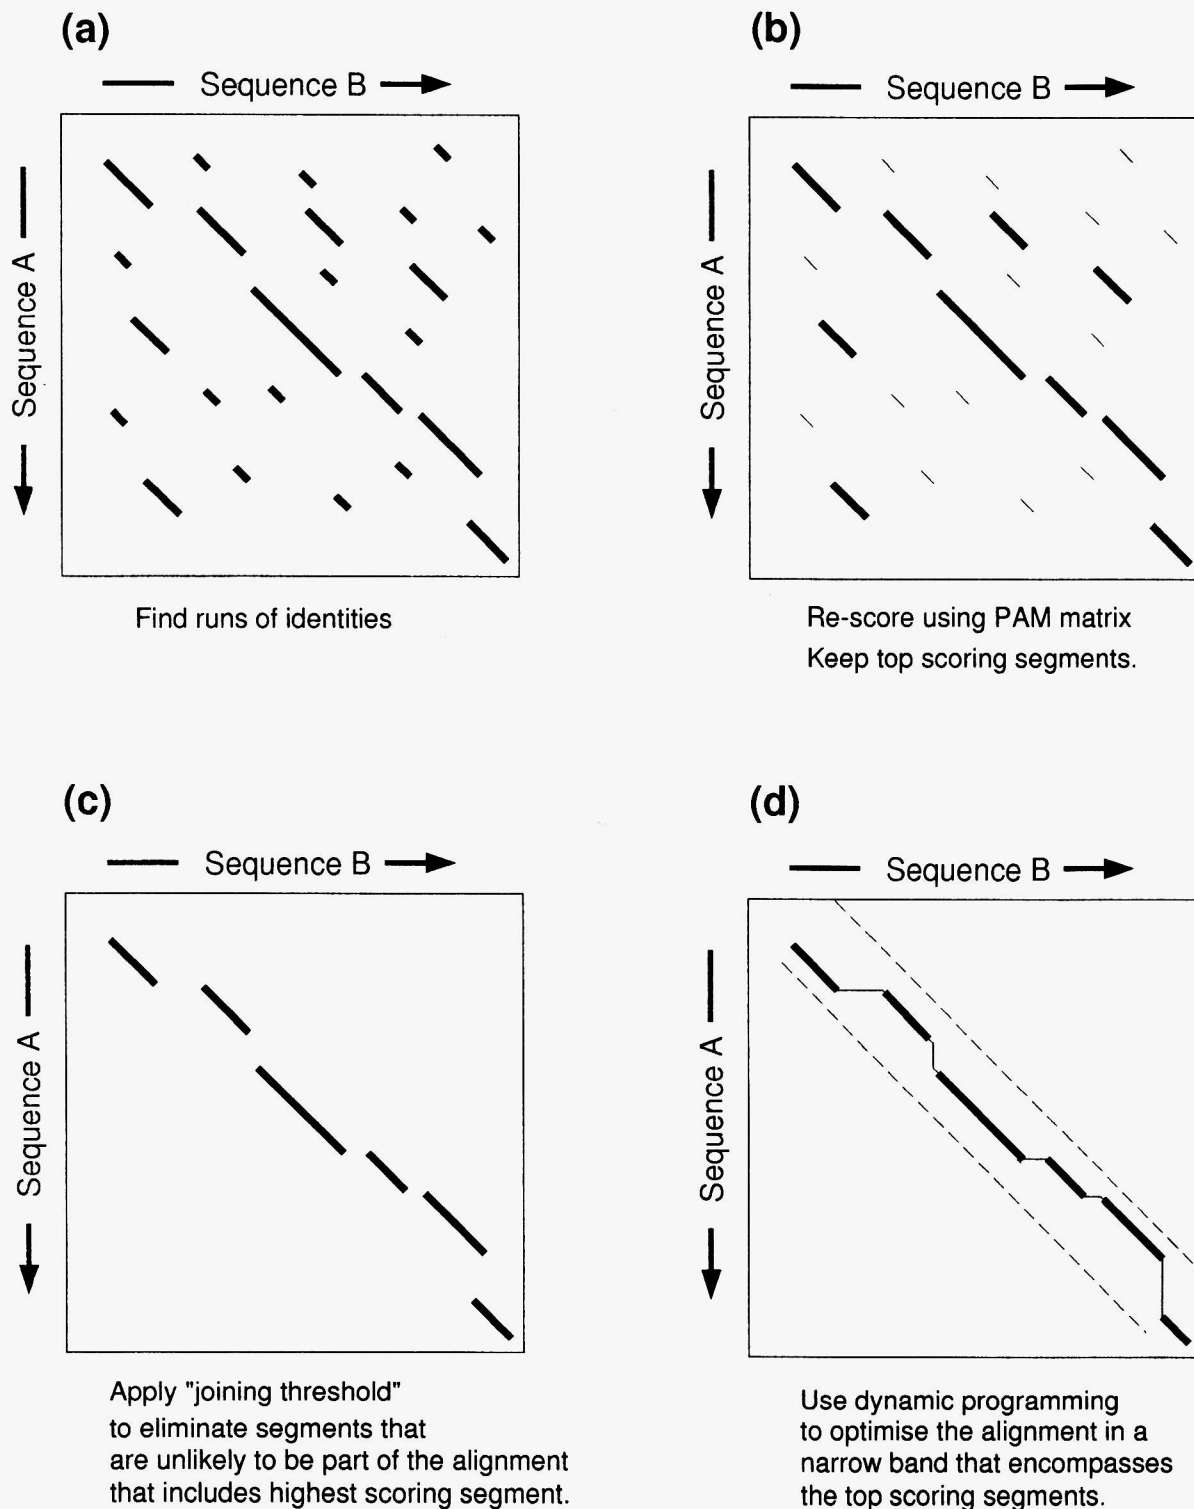 (a)
Sequence B
Sequence A
Find runs of identities
(b)
Sequence B
Sequence A
Re-score using PAM matrix
Keep top scoring segments.
(c)
Sequence B
Sequence A
Apply "joining threshold"
to eliminate segments that
are unlikely to be part of the alignment
that includes highest scoring segment.
(d)
Sequence B
Sequence A
Use dynamic programming
to optimise the alignment in a
narrow band that encompasses
the top scoring segments.